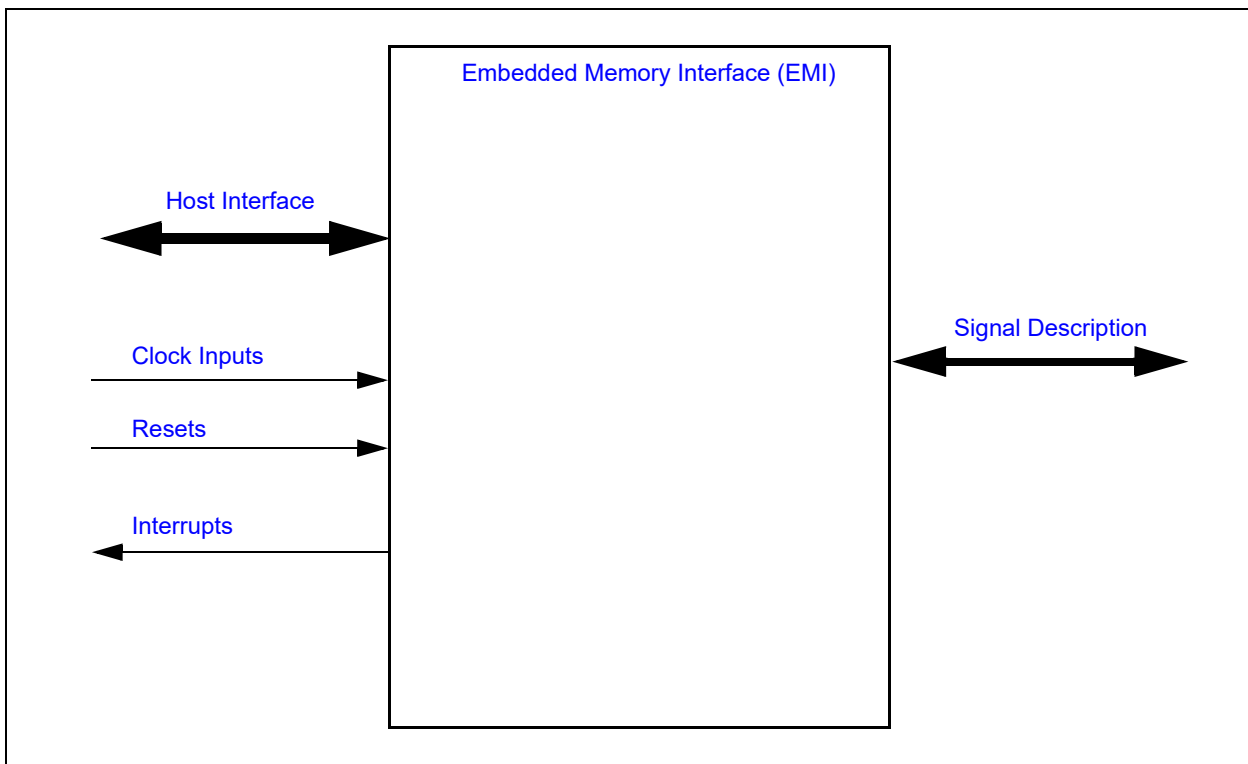 Embedded Memory Interface (EMI)
Host Interface
Signal Description
Clock Inputs
Resets
Interrupts